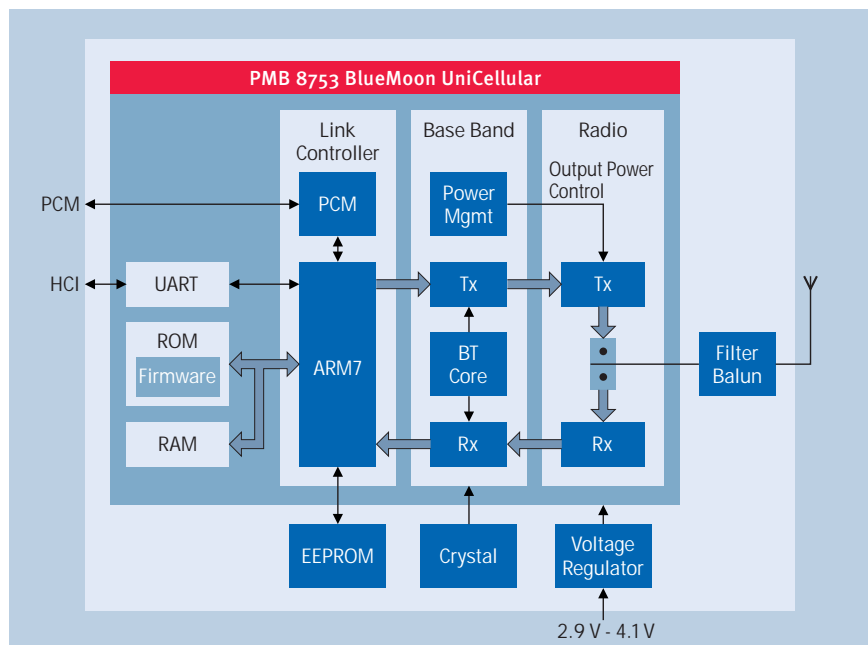 PMB 8753 BlueMoon UniCellular
Link
Controller
Base Band
Radio
Output Power
Control
PCM
PCM
Power
Mgmt
HCI
UART
Tx
Tx
ROM
Firmware
ARM7
BT
Core
Filter
Balun
RAM
Rx
Rx
EEPROM
Crystal
Voltage
Regulator
2.9 V - 4.1 V